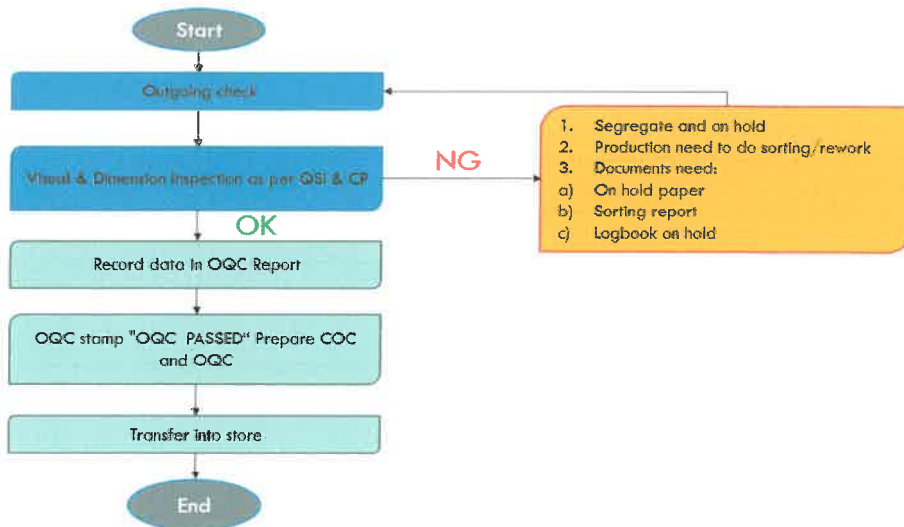 Start
Outgoing check
Visual & Dimension Inspection as per QSI & CP
NG
1. Segregate and on hold
2. Production need to do sorting/rework
3. Documents need:
a) On hold paper
b) Sorting report
c) Logbook on hold
OK
Record data in OQC Report
OQC stamp "OQC PASSED" Prepare COC
and OQC
Transfer into store
End